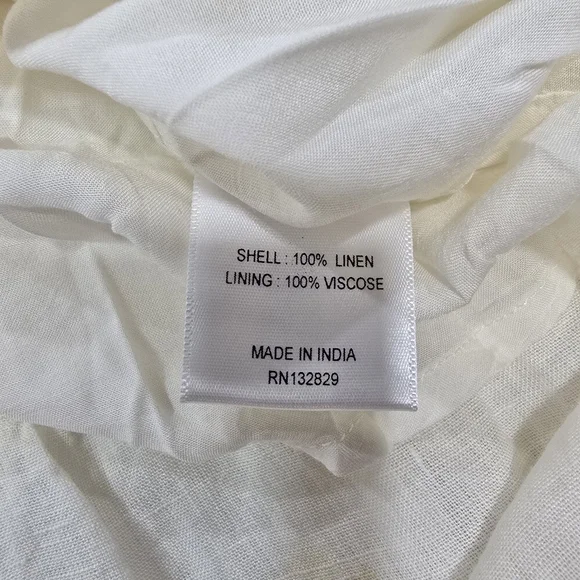 SHELL : 100% LINEN
LINING : 100% VISCOSE
MADE IN INDIA
RN132829